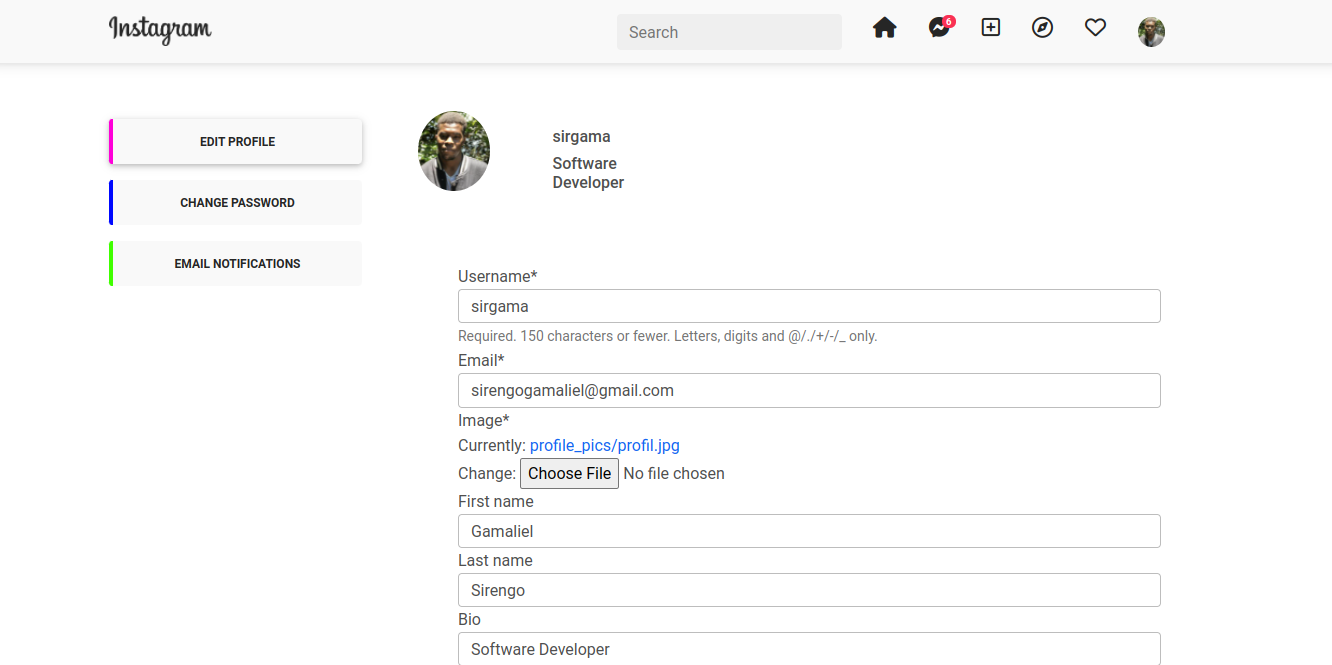 Instagram
Search
6
EDIT PROFILE
CHANGE PASSWORD
EMAIL NOTIFICATIONS
sirgama
Software
Developer
Username*
sirgama
Required. 150 characters or fewer. Letters, digits and @/./+/-/_ only.
Email*
sirengogamaliel@gmail.com
Image*
Currently: profile_pics/profil.jpg
Change: Choose File No file chosen
First name
Gamaliel
Last name
Sirengo
Bio
Software Developer